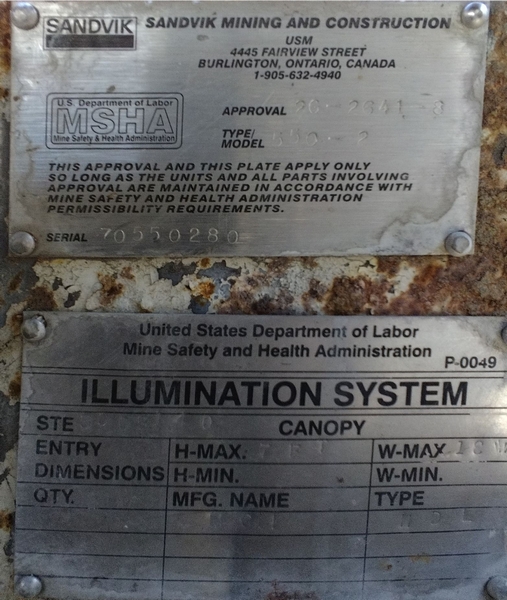 SANDVIK
SANDVIK MINING AND CONSTRUCTION
USM
4445 FAIRVIEW STREET
BURLINGTON, ONTARIO, CANADA
1-905-632-4940
U.S. Department of Labor
MSHA
Mine Safety & Health Administration
APPROVAL
TYPE/
MODEL
THIS APPROVAL AND THIS PLATE APPLY ONLY
SO LONG AS THE UNITS AND ALL PARTS INVOLVING
APPROVAL ARE MAINTAINED IN ACCORDANCE WITH
MINE SAFETY AND HEALTH ADMINISTRATION
PERMISSIBILITY REQUIREMENTS.
SERIAL 70550280
United States Department of Labor
Mine Safety and Health Administration
P-0049
ILLUMINATION SYSTEM
STE CANOPY
ENTRY H-MAX. W-MAX
DIMENSIONS H-MIN. W-MIN.
QTY. MFG. NAME TYPE